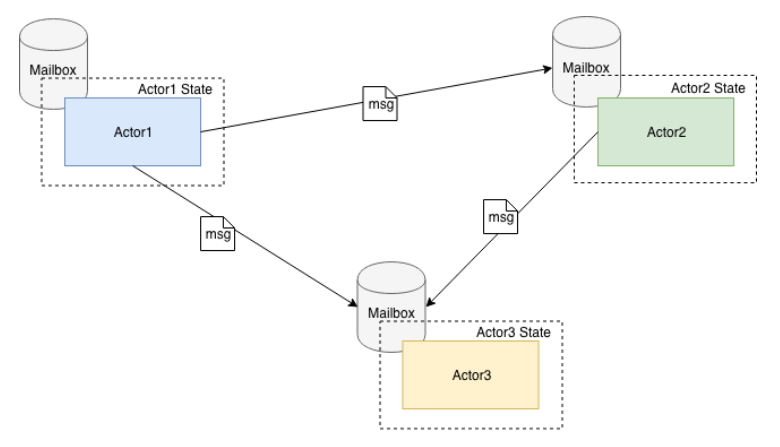 Mailbox
Actor1 State
Actor1
msg
Mailbox
Actor2 State
Actor2
msg
msg
Mailbox
Actor3 State
Actor3